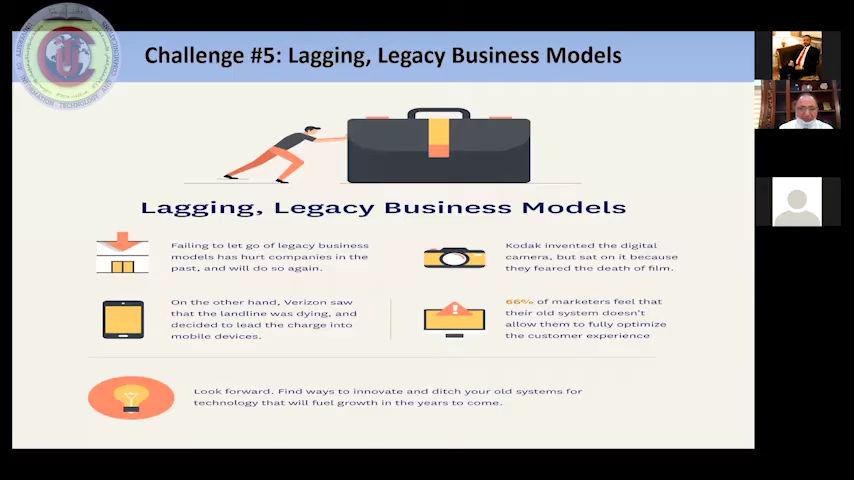 Challenge #5: Lagging, Legacy Business Models
Lagging, Legacy Business Models
Failing to let go of legacy business
models has hurt companies in the
past, and will do so again.
Kodak invented the digital
camera, but sat on it because
they feared the death of film.
On the other hand, Verizon saw
that the landline was dying, and
decided to lead the charge into
mobile devices.
66% of marketers feel that
their old system doesn't
allow them to fully optimize
the customer experience
Look forward. Find ways to innovate and ditch your old systems for
technology that will fuel growth in the years to come.